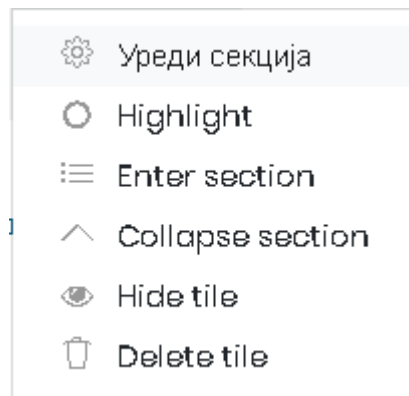 Уреди секција
Highlight
Enter section
Collapse section
Hide tile
Delete tile